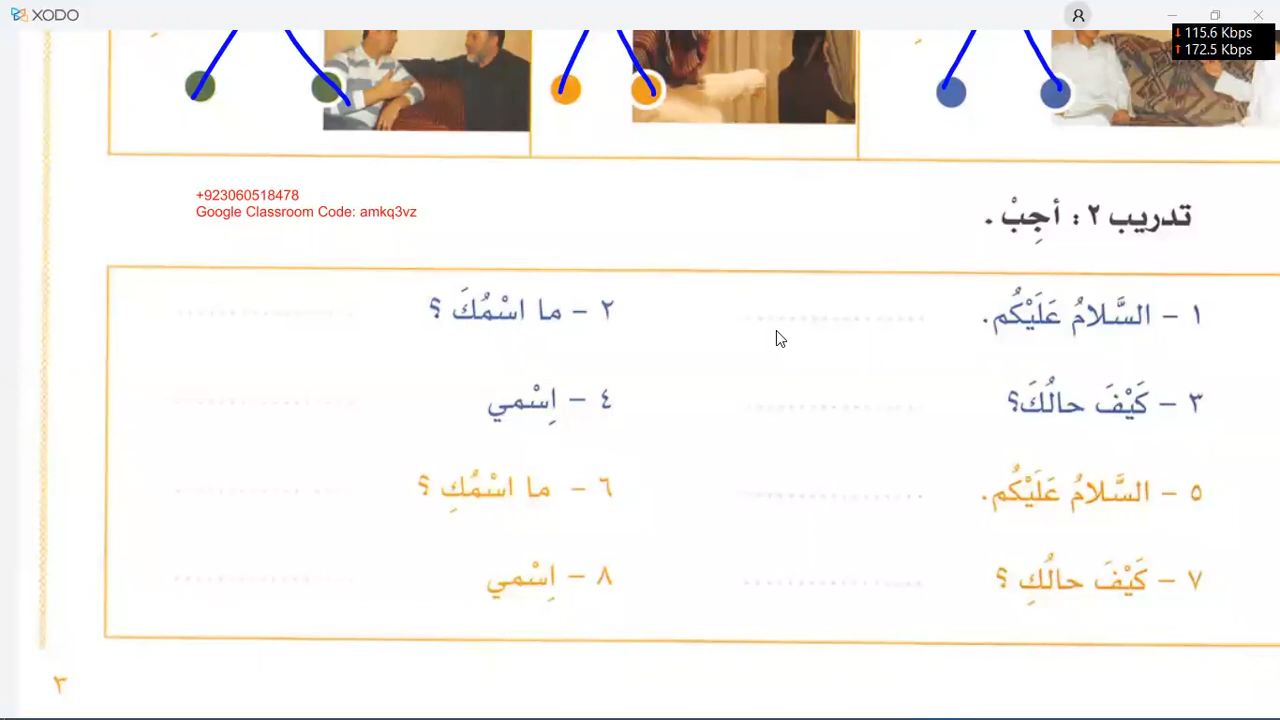 XODO
↓ 115.6 Kbps
↑ 172.5 Kbps
+923060518478
Google Classroom Code: amkq3vz
تدريب ٢ : أجِبْ .
١ – السَّلامُ عَلَيْكُم.
٢ – ما اسْمُكَ ؟
٣ – كَيْفَ حالُكَ؟
٤ – اِسْمي
٥ – السَّلامُ عَلَيْكُم.
٦ – ما اسْمُكِ ؟
٧ – كَيْفَ حالُكِ ؟
٨ – اِسْمي
٣